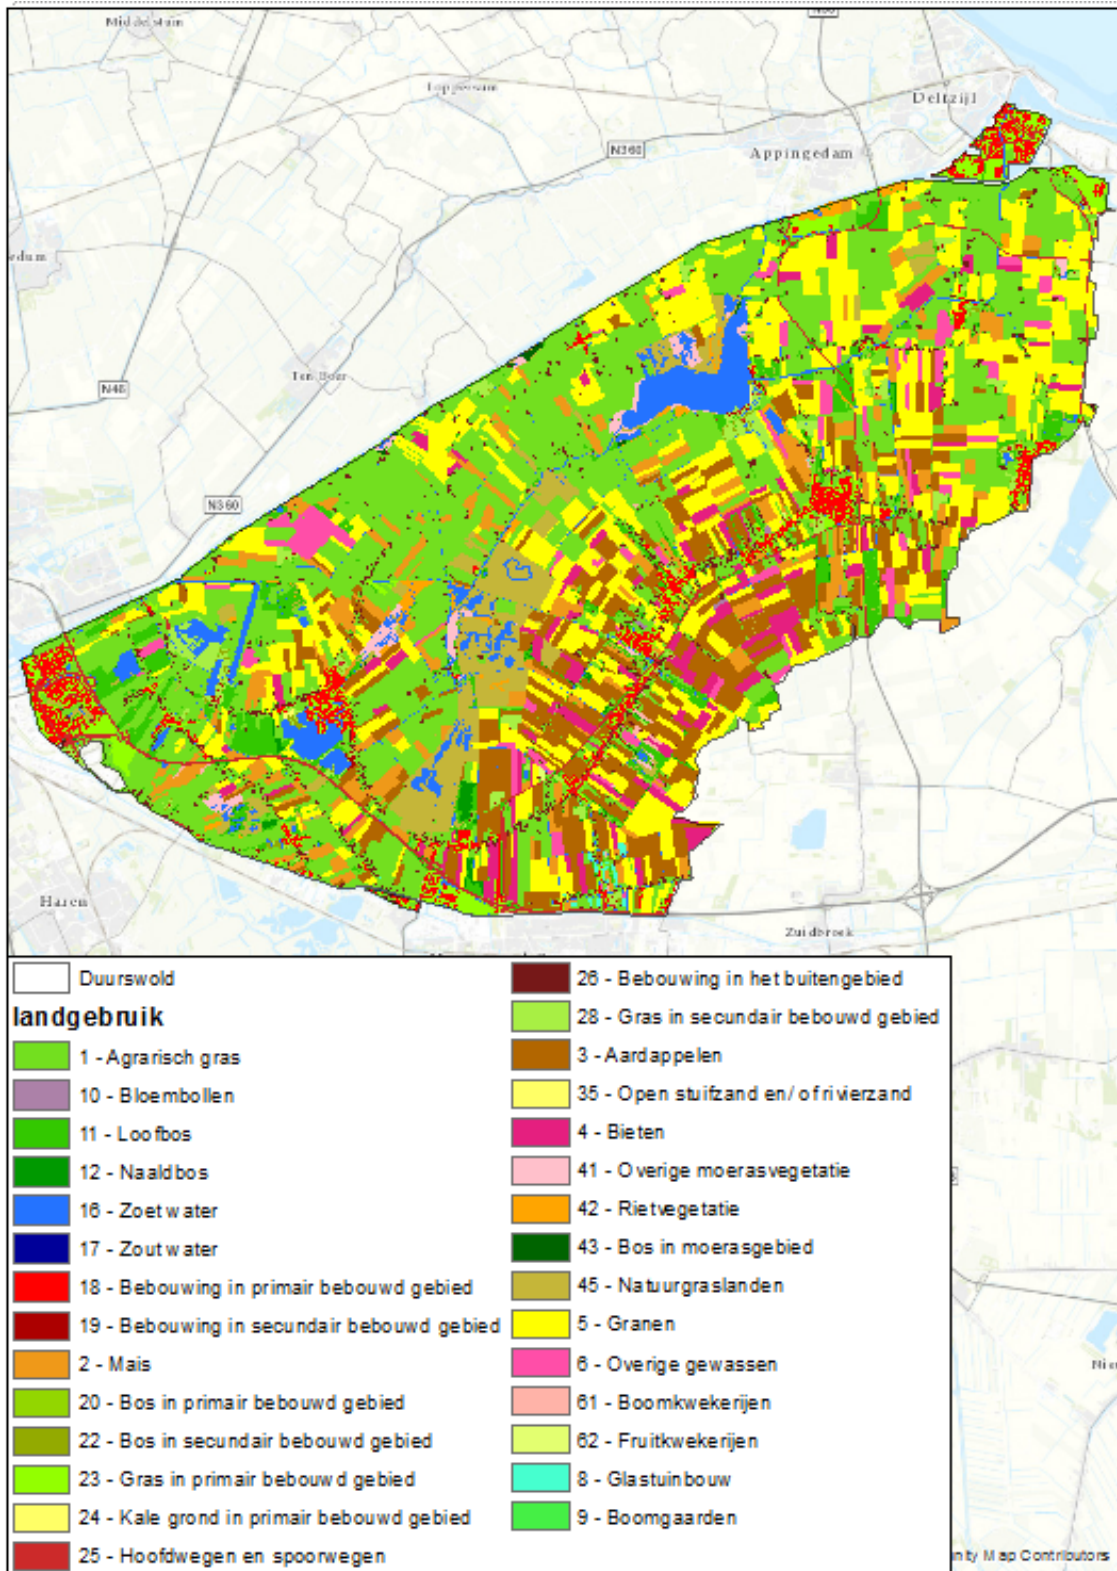 Middelstum
Loppersum
Delfzijl
N360
Appingedam
edum
Ten Boer
N46
N360
Haren
Zuidbroek
Duurswold
landgebruik
1 - Agrarisch gras
10 - Bloembollen
11 - Loofbos
12 - Naaldbos
16 - Zoet water
17 - Zout water
18 - Bebouwing in primair bebouwd gebied
19 - Bebouwing in secundair bebouwd gebied
2 - Mais
20 - Bos in primair bebouwd gebied
22 - Bos in secundair bebouwd gebied
23 - Gras in primair bebouwd gebied
24 - Kale grond in primair bebouwd gebied
25 - Hoofdwegen en spoorwegen
26 - Bebouwing in het buitengebied
28 - Gras in secundair bebouwd gebied
3 - Aardappelen
35 - Open stuifzand en/ of rivierzand
4 - Bieten
41 - Overige moerasvegetatie
42 - Rietvegetatie
43 - Bos in moerasgebied
45 - Natuurgraslanden
5 - Granen
6 - Overige gewassen
61 - Boomkwekerijen
62 - Fruitkwekerijen
8 - Glastuinbouw
9 - Boomgaarden
Nie
nity Map Contributors